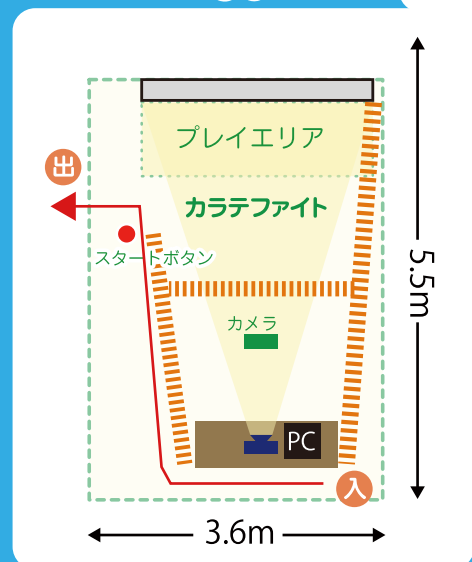 プレイエリア
出
カラテファイト
スタートボタン
5.5m
カメラ
PC
入
3.6m